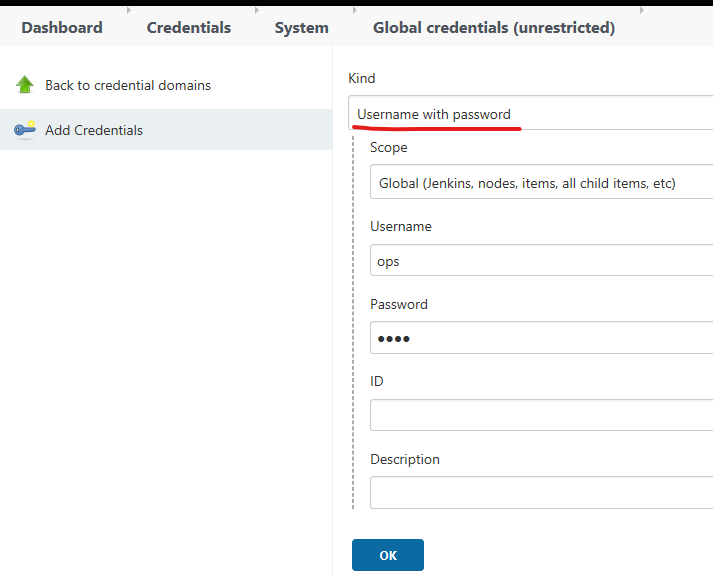 Dashboard Credentials System Global credentials (unrestricted)
Back to credential domains
Add Credentials
Kind
Username with password
Scope
Global (Jenkins, nodes, items, all child items, etc)
Username
ops
Password
••••
ID
Description
OK